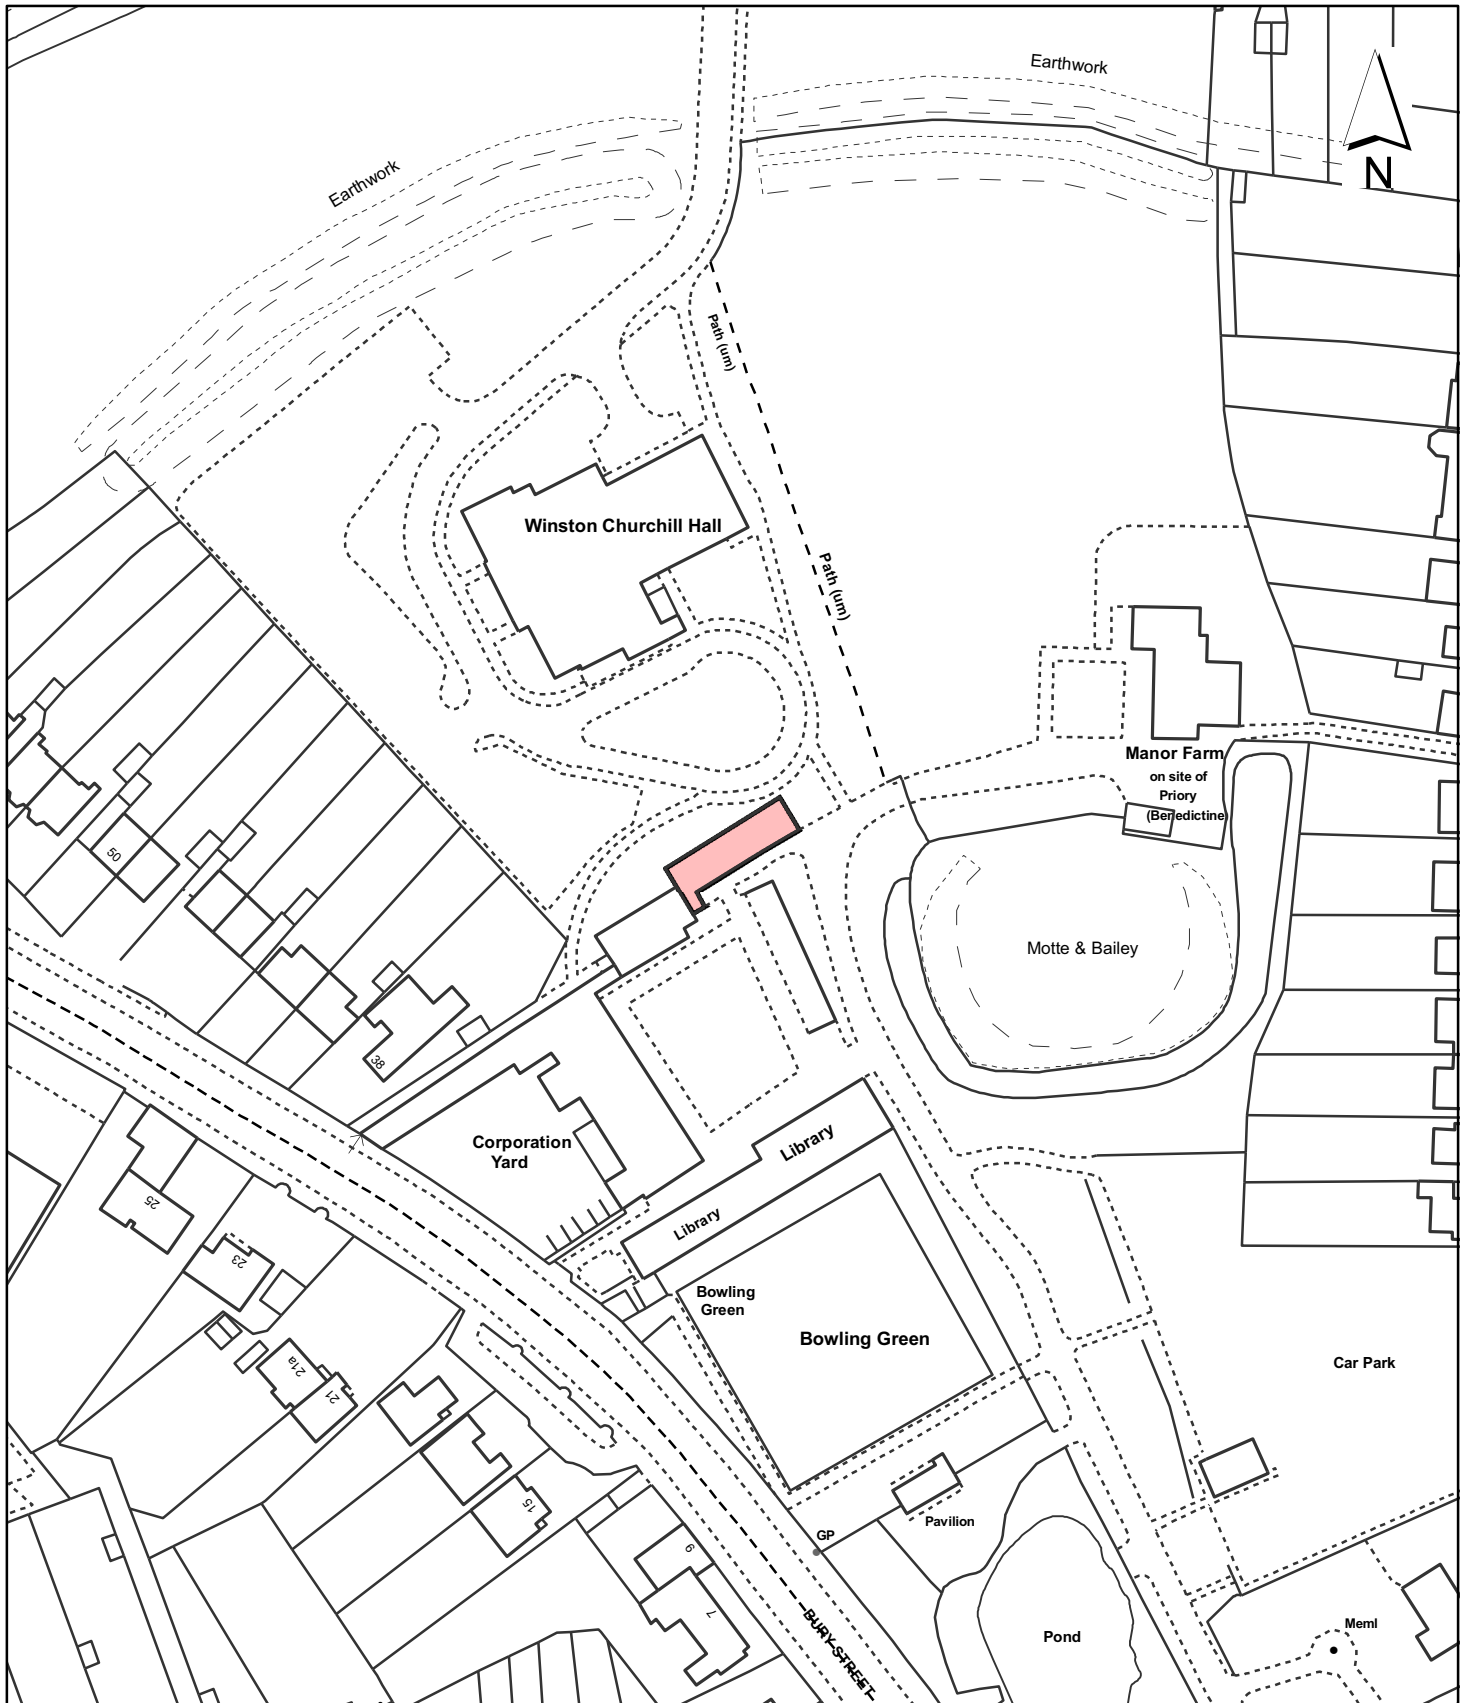 Earthwork
Earthwork
N
Path (um)
Winston Churchill Hall
Path (um)
Manor Farm
on site of
Priory
(Benedictine)
50
Motte & Bailey
38
Corporation
Yard
Library
25
Library
23
Bowling
Green
Bowling Green
21a
Car Park
21
15
GP
Pavilion
9
7
BURY STREET
Pond
Meml